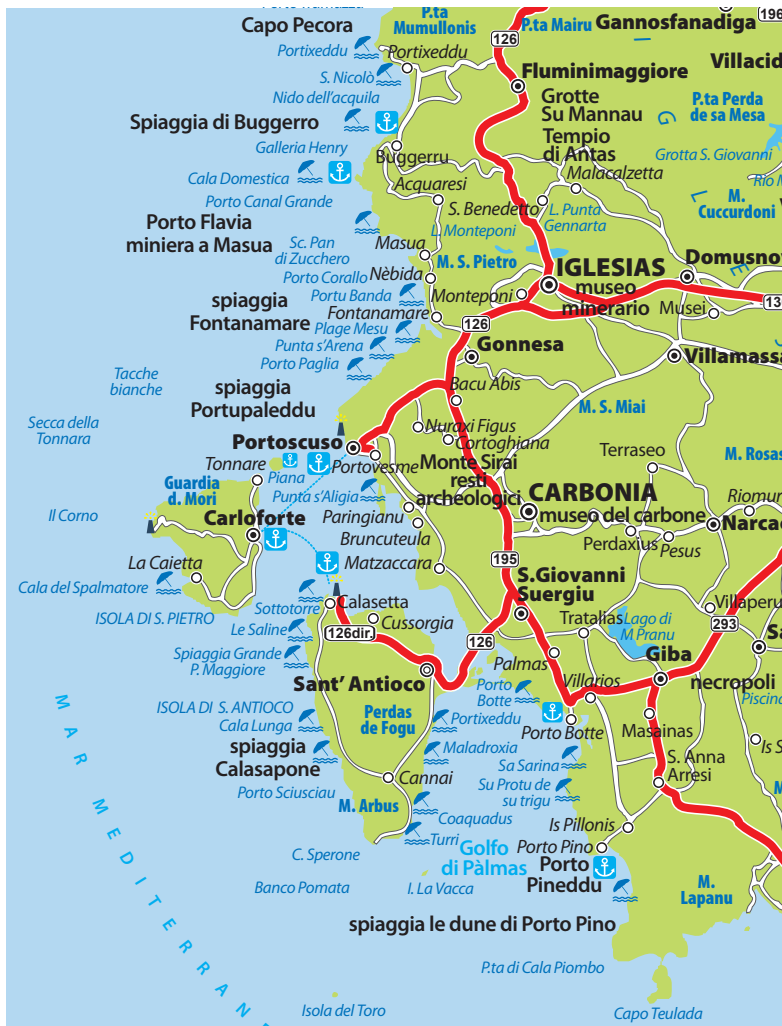 P.ta
Mumullonis
126
P.ta Mairu
Gannosfanadiga
196
Capo Pecora
Portixeddu
Portixeddu
Villacid
S. Nicolò
Fluminimaggiore
Nido dell'acquila
Grotte
Su Mannau
P.ta Perda
de sa Mesa
G
Spiaggia di Buggerro
Tempio
di Antas
Galleria Henry
Buggerru
Grotta S. Giovanni
Cala Domestica
Acquaresi
Malacalzetta
Rio M
Porto Canal Grande
S. Benedetto
L. Punta
Gennarta
L
M.
Cuccurdoni
Porto Flavia
miniera a Masua
L. Monteponi
Sc. Pan
di Zucchero
Masua
M. S. Pietro
IGLESIAS
museo
minerario
E
Domusnov
Porto Corallo
Nèbida
Portu Banda
Monteponi
Musei
13
spiaggia
Fontanamare
Fontanamare
Plage Mesu
126
Punta s'Arena
Gonnesa
Villamassa
Porto Paglia
Tacche
bianche
spiaggia
Portupaleddu
Bacu Abis
M. S. Miai
Secca della
Tonnara
Nuraxi Figus
Cortoghiana
Portoscuso
Portovesme
Terraseo
M. Rosas
Tonnare
Piana
Monte Sirai
resti
archeologici
Guardia
d. Mori
Punta s'Aligia
CARBONIA
museo del carbone
Riomur
Il Corno
Carloforte
Paringianu
Bruncuteula
Perdaxius
Pesus
Narcao
La Caietta
Matzaccara
195
Cala del Spalmatore
S.Giovanni
Suergiu
Sottotorre
Calasetta
Villaperu
ISOLA DI S. PIETRO
Le Saline
Cussorgia
126dir.
126
Tratalias
Lago di
M Pranu
293
Sa
Spiaggia Grande
P. Maggiore
Palmas
Giba
Sant' Antioco
Villarios
necropoli
Porto
Botte
Piscina
ISOLA DI S. ANTIOCO
Cala Lunga
Perdas
de Fogu
Portixeddu
Porto Botte
Masainas
Is S
spiaggia
Calasapone
Maladroxia
Sa Sarina
S. Anna
Arresi
Porto Sciusciau
Cannai
Su Protu de
su trigu
M
M. Arbus
Coaquadus
Is Pillonis
Turri
Golfo
di Pàlmas
Porto Pino
C. Sperone
Porto
Pineddu
Banco Pomata
I. La Vacca
M.
Lapanu
spiaggia le dune di Porto Pino
P.ta di Cala Piombo
Isola del Toro
Capo Teulada
MAR MEDITERRAN